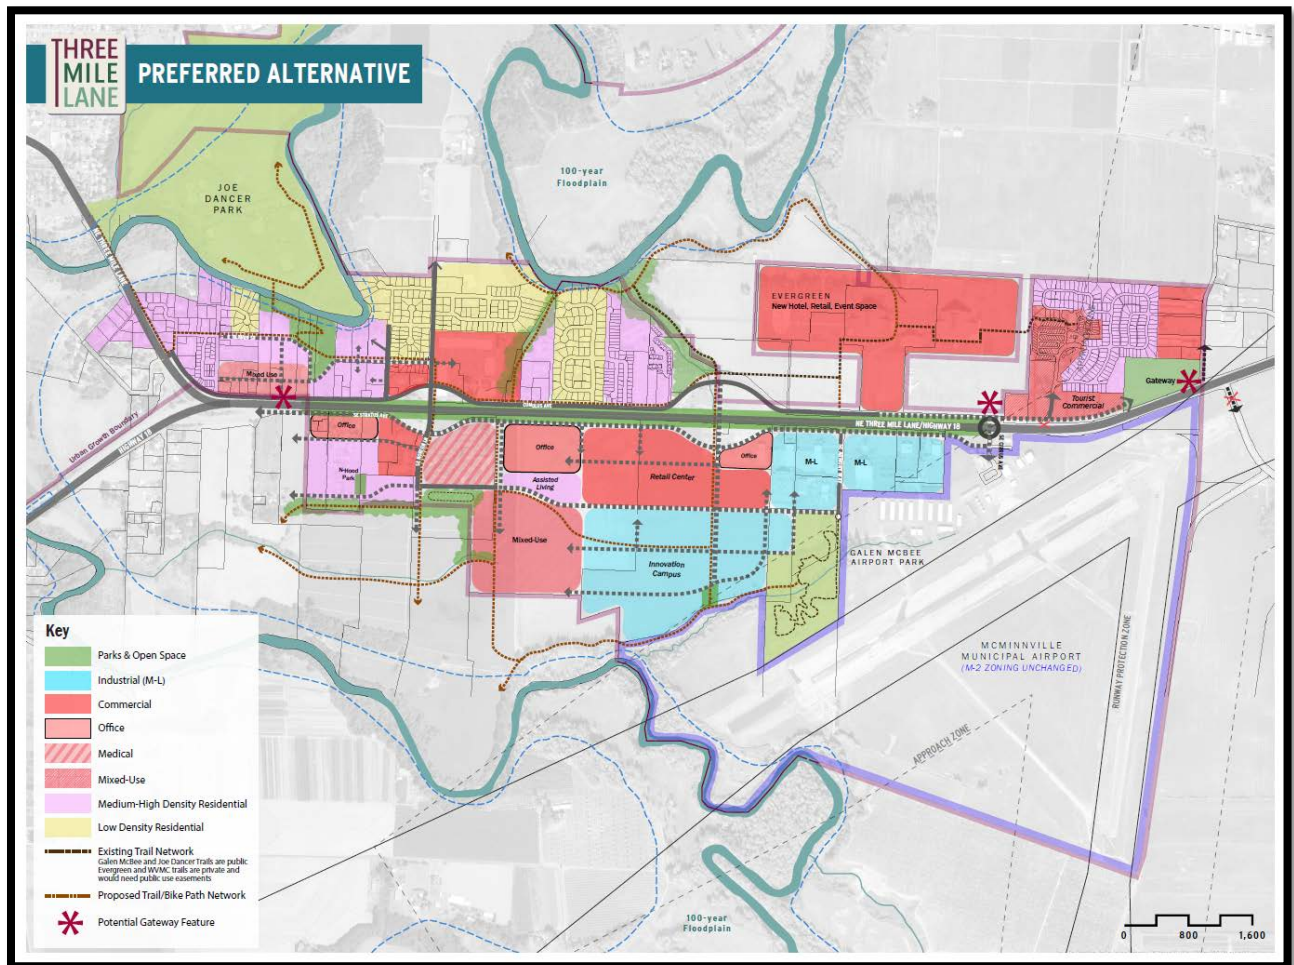 THREE
MILE
LANE
PREFERRED ALTERNATIVE
JOE
DANCER
PARK
100-year
Floodplain
EVERGREEN
New Hotel, Retail, Event Space
Mixed Use
Gateway
Tourist
Commercial
Urban Growth Boundary
NE THREE MILE LANE/HIGHWAY 18
Office
Office
Office
N-Hood
Park
Assisted
Living
Retail Center
M-L
M-L
Mixed-Use
Innovation
Campus
GALEN MCBEE
AIRPORT PARK
MCMINNVILLE
MUNICIPAL AIRPORT
(M-2 ZONING UNCHANGED)
RUNWAY PROTECTION ZONE
APPROACH ZONE
100-year
Floodplain
Key
Parks & Open Space
Industrial (M-L)
Commercial
Office
Medical
Mixed-Use
Medium-High Density Residential
Low Density Residential
Existing Trail Network
Galen McBee and Joe Dancer Trails are public
Evergreen and WVMC trails are private and
would need public use easements
Proposed Trail/Bike Path Network
Potential Gateway Feature
0 800 1,600